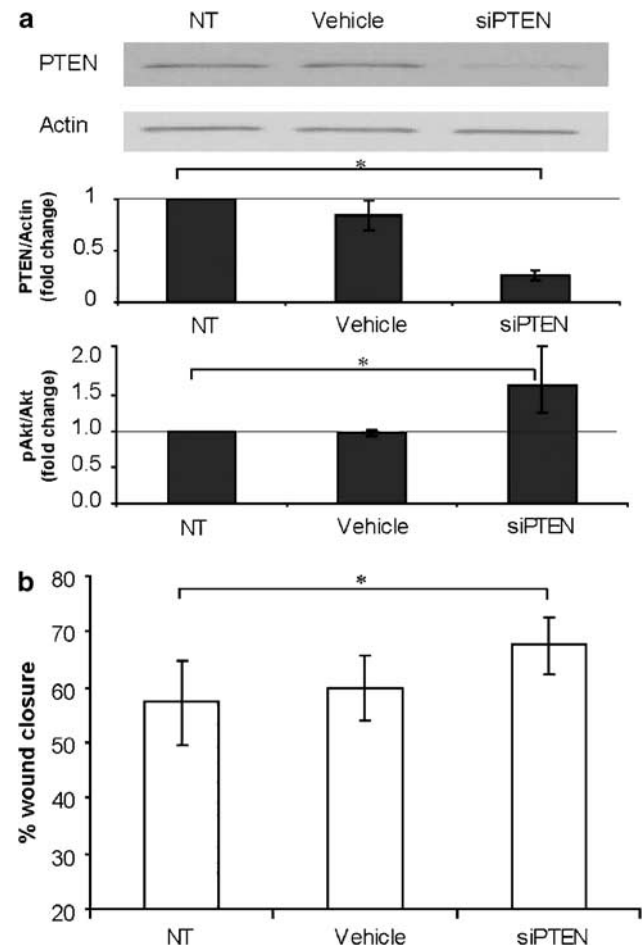 a
NT Vehicle siPTEN
PTEN
Actin
*
PTEN/Actin
(fold change)
1
0.5
0
NT Vehicle siPTEN
*
pAkt/Akt
(fold change)
2.0
1.5
1.0
0.5
0.0
NT Vehicle siPTEN
b
*
% wound closure
80
70
60
50
40
30
20
NT Vehicle siPTEN